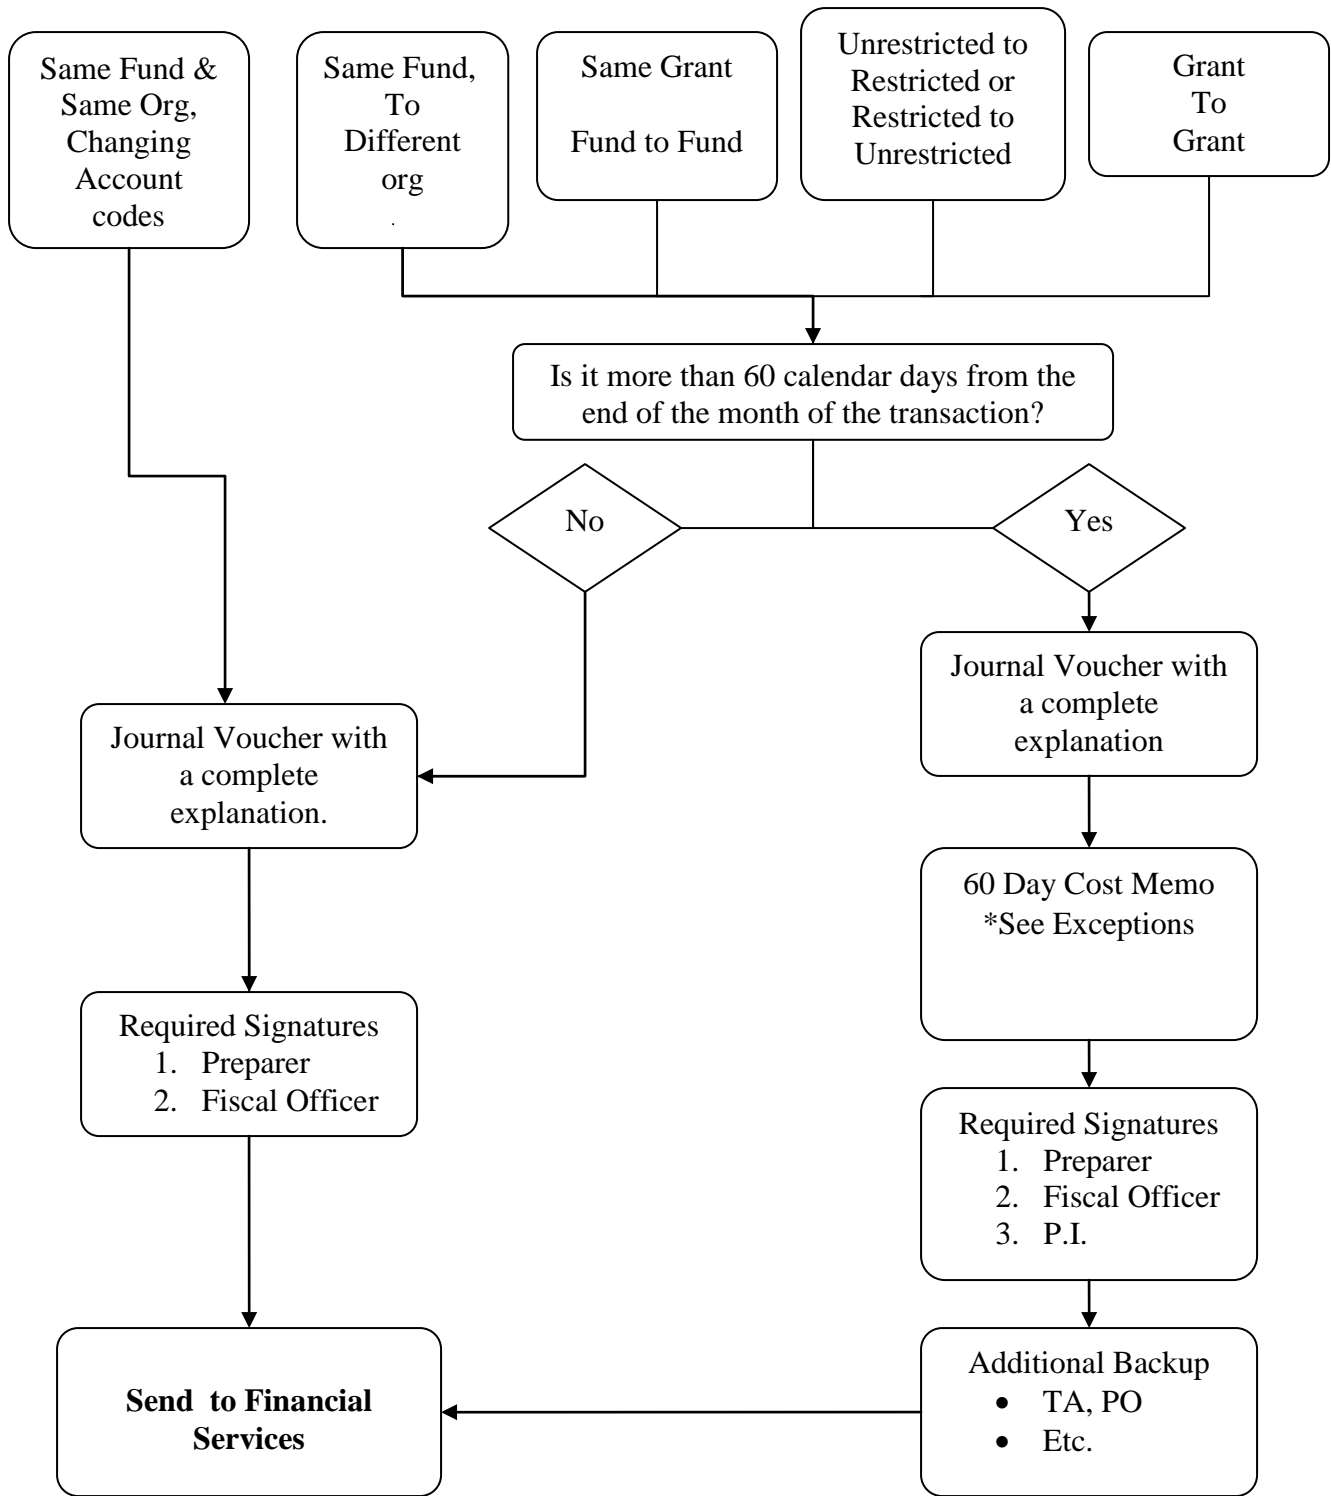 Same Fund &
Same Org,
Changing
Account
codes
Same Fund,
To
Different
org
.
Same Grant
Fund to Fund
Unrestricted to
Restricted or
Restricted to
Unrestricted
Grant
To
Grant
Is it more than 60 calendar days from the
end of the month of the transaction?
No
Yes
Journal Voucher with
a complete
explanation.
Journal Voucher with
a complete
explanation
60 Day Cost Memo
*See Exceptions
Required Signatures
1. Preparer
2. Fiscal Officer
Required Signatures
1. Preparer
2. Fiscal Officer
3. P.I.
Send to Financial
Services
Additional Backup
• TA, PO
• Etc.